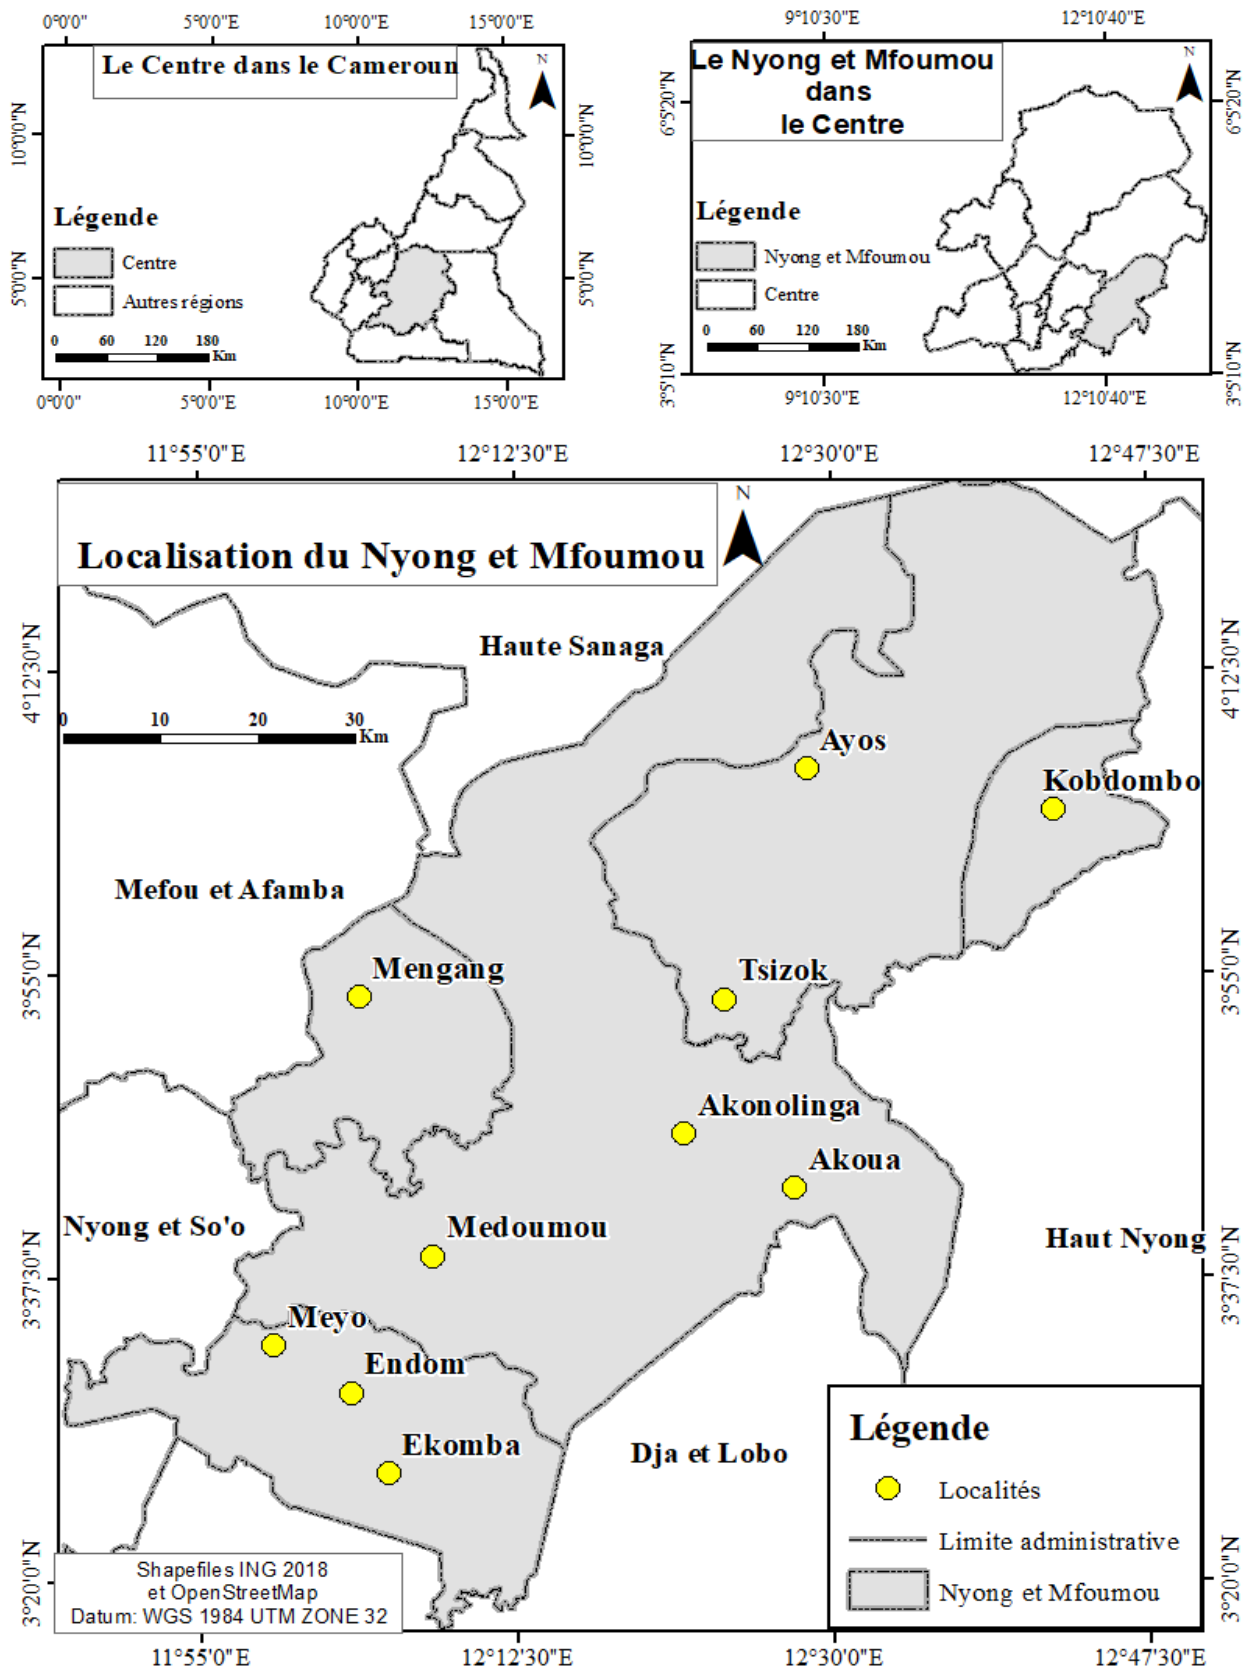 0°0'0"
5°0'0"E
10°0'0"E
15°0'0"E
Le Centre dans le Cameroun
N
10°0'0"N
10°0'0"N
Légende
Centre
Autres régions
5°0'0"N
5°0'0"N
0 60 120 180
Km
0°0'0"
5°0'0"E
10°0'0"E
15°0'0"E
9°10'30"E
12°10'40"E
Le Nyong et Mfoumou
dans
le Centre
N
6°5'20"N
6°5'20"N
Légende
Nyong et Mfoumou
Centre
0 60 120 180
Km
3°5'10"N
3°5'10"N
9°10'30"E
12°10'40"E
11°55'0"E
12°12'30"E
12°30'0"E
12°47'30"E
Localisation du Nyong et Mfoumou
N
Haute Sanaga
4°12'30"N
4°12'30"N
0 10 20 30
Km
Ayos
Kobdombo
Mefou et Afamba
Mengang
Tsizok
3°55'0"N
3°55'0"N
Akonolinga
Akoua
Nyong et So'o
Medoumou
Haut Nyong
3°37'30"N
3°37'30"N
Meyo
Endom
Ekomba
Dja et Lobo
Légende
Localités
Limite administrative
Nyong et Mfoumou
Shapefiles ING 2018
et OpenStreetMap
Datum: WGS 1984 UTM ZONE 32
3°20'0"N
3°20'0"N
11°55'0"E
12°12'30"E
12°30'0"E
12°47'30"E